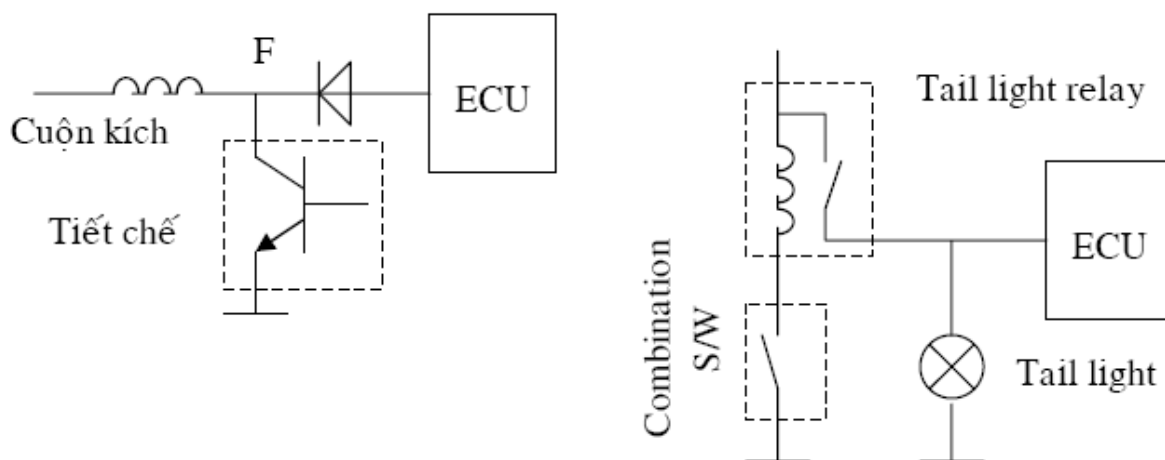 F
ECU
Cuộn kích
Tiết chế
Tail light relay
ECU
Combination
S/W
Tail light